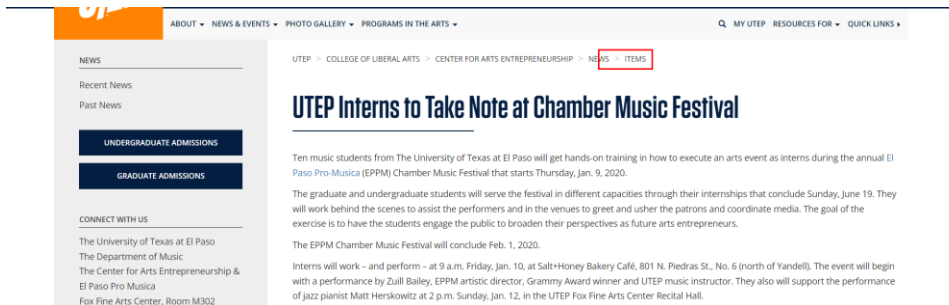 ABOUT NEWS & EVENTS PHOTO GALLERY PROGRAMS IN THE ARTS MY UTEP RESOURCES FOR QUICK LINKS
NEWS
Recent News
Past News
UNDERGRADUATE ADMISSIONS
GRADUATE ADMISSIONS
CONNECT WITH US
The University of Texas at El Paso
The Department of Music
The Center for Arts Entrepreneurship &
El Paso Pro Musica
Fox Fine Arts Center, Room M302
UTEP > COLLEGE OF LIBERAL ARTS > CENTER FOR ARTS ENTREPRENEURSHIP > NEWS > ITEMS
UTEP Interns to Take Note at Chamber Music Festival
Ten music students from The University of Texas at El Paso will get hands-on training in how to execute an arts event as interns during the annual El
Paso Pro-Musica (EPPM) Chamber Music Festival that starts Thursday, Jan. 9, 2020.
The graduate and undergraduate students will serve the festival in different capacities through their internships that conclude Sunday, June 19. They
will work behind the scenes to assist the performers and in the venues to greet and usher the patrons and coordinate media. The goal of the
exercise is to have the students engage the public to broaden their perspectives as future arts entrepreneurs.
The EPPM Chamber Music Festival will conclude Feb. 1, 2020.
Interns will work – and perform – at 9 a.m. Friday, Jan. 10, at Salt+Honey Bakery Café, 801 N. Piedras St., No. 6 (north of Yandell). The event will begin
with a performance by Zuill Bailey, EPPM artistic director, Grammy Award winner and UTEP music instructor. They also will support the performance
of jazz pianist Matt Herskowitz at 2 p.m. Sunday, Jan. 12, in the UTEP Fox Fine Arts Center Recital Hall.